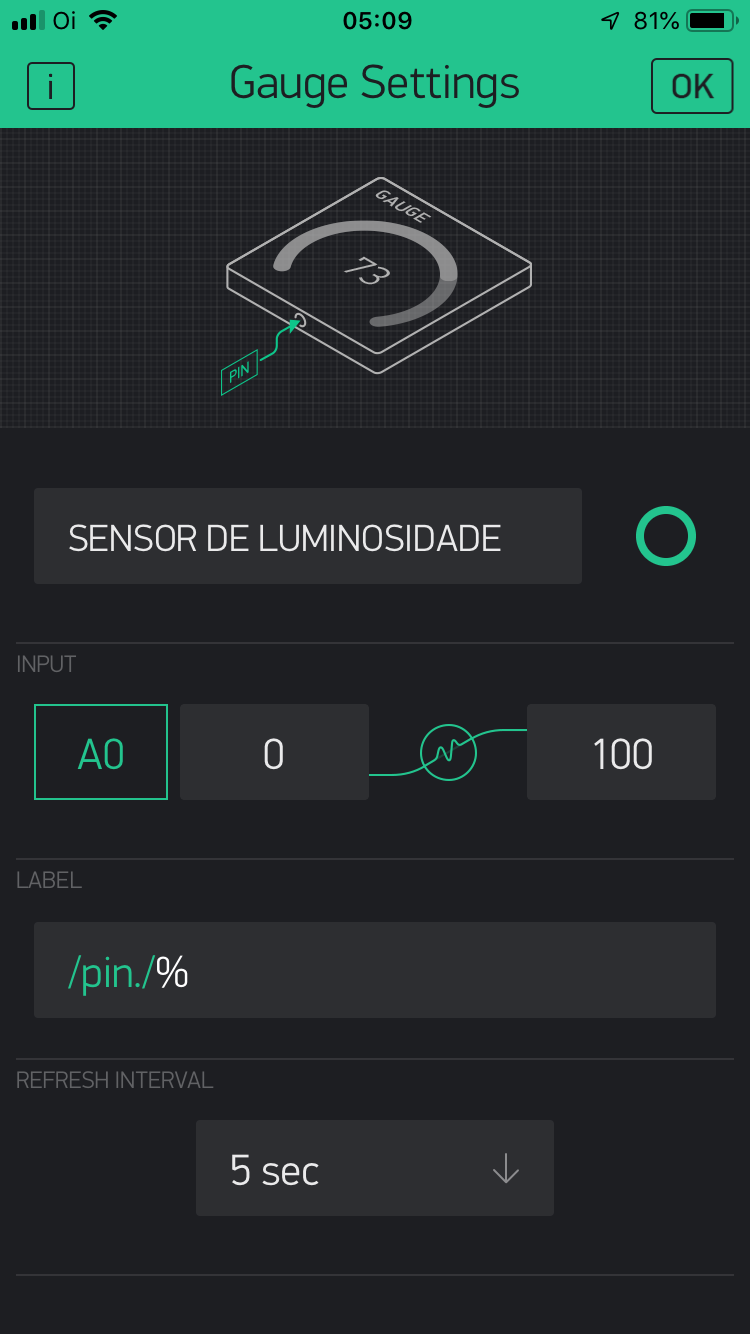 Oi 05:09 81%
i Gauge Settings OK
GAUGE
73
PIN
SENSOR DE LUMINOSIDADE
INPUT
A0 0 100
LABEL
/pin./%
REFRESH INTERVAL
5 sec